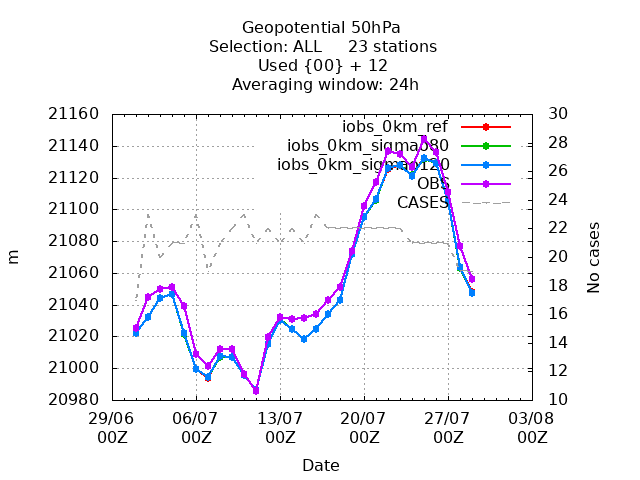 Geopotential 50hPa
Selection: ALL 23 stations
Used {00} + 12
Averaging window: 24h
21160
21140
21120
21100
21080
21060
21040
21020
21000
20980
m
30
28
26
24
22
20
18
16
14
12
10
No cases
iobs_0km_ref
iobs_0km_sigmao80
iobs_0km_sigmao120
OBS
CASES
29/06 06/07 13/07 20/07 27/07 03/08
00Z 00Z 00Z 00Z 00Z 00Z
Date